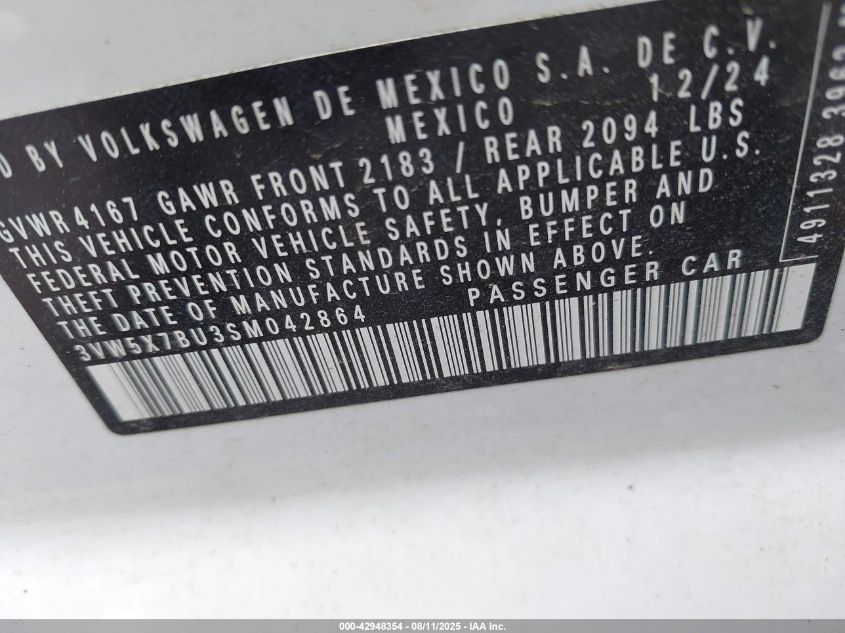 D BY VOLKSWAGEN DE MEXICO S.A. DE C.V.
MEXICO 12/24
GVWR 4167 GAWR FRONT 2183 / REAR 2094 LBS
THIS VEHICLE CONFORMS TO ALL APPLICABLE U.S.
FEDERAL MOTOR VEHICLE SAFETY, BUMPER AND
THEFT PREVENTION STANDARDS IN EFFECT ON
THE DATE OF MANUFACTURE SHOWN ABOVE.
3VW5X7BU3SM042864 PASSENGER CAR
4911328 3963
000-42948354 - 08/11/2025 - IAA Inc.